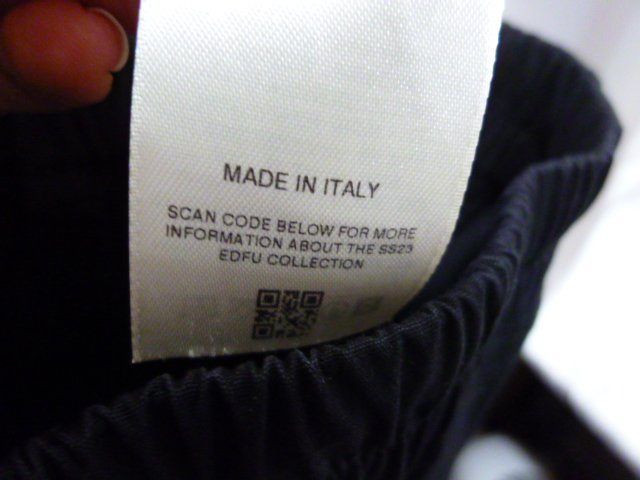 MADE IN ITALY
SCAN CODE BELOW FOR MORE
INFORMATION ABOUT THE SS23
EDFU COLLECTION